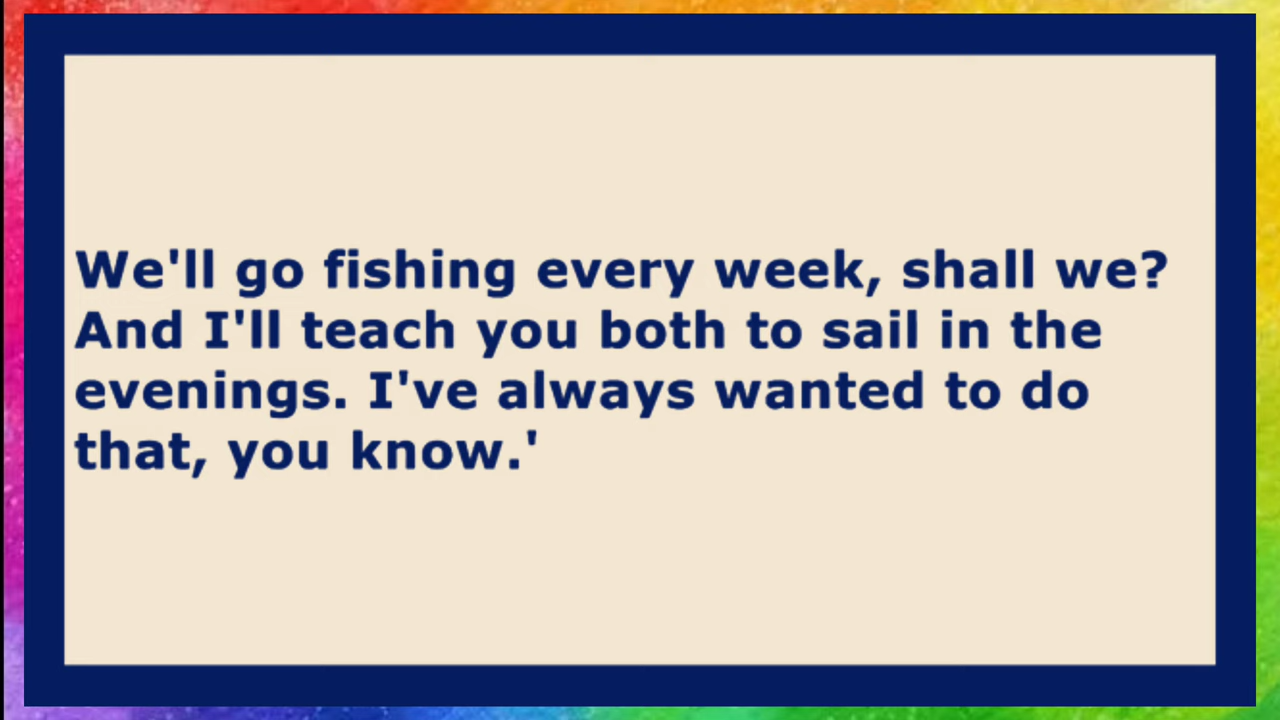 We'll go fishing every week, shall we?
And I'll teach you both to sail in the
evenings. I've always wanted to do
that, you know.'